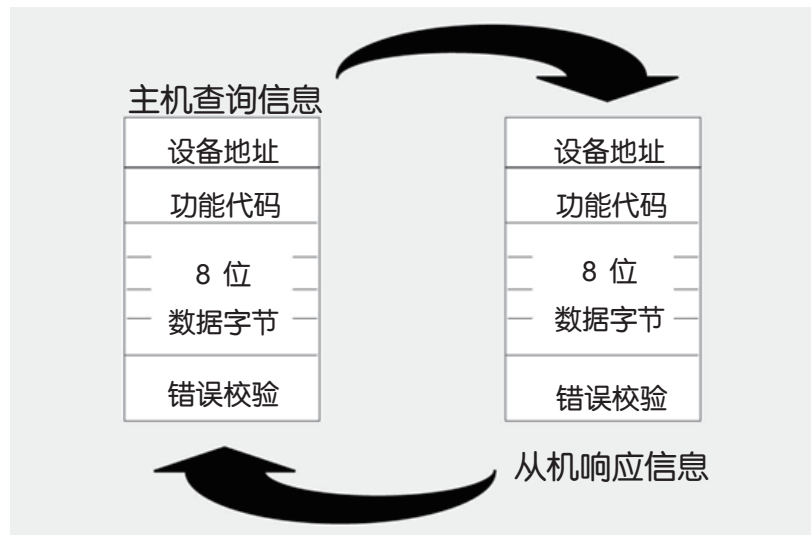 主机查询信息
设备地址
功能代码
8 位
数据字节
错误校验
设备地址
功能代码
8 位
数据字节
错误校验
从机响应信息